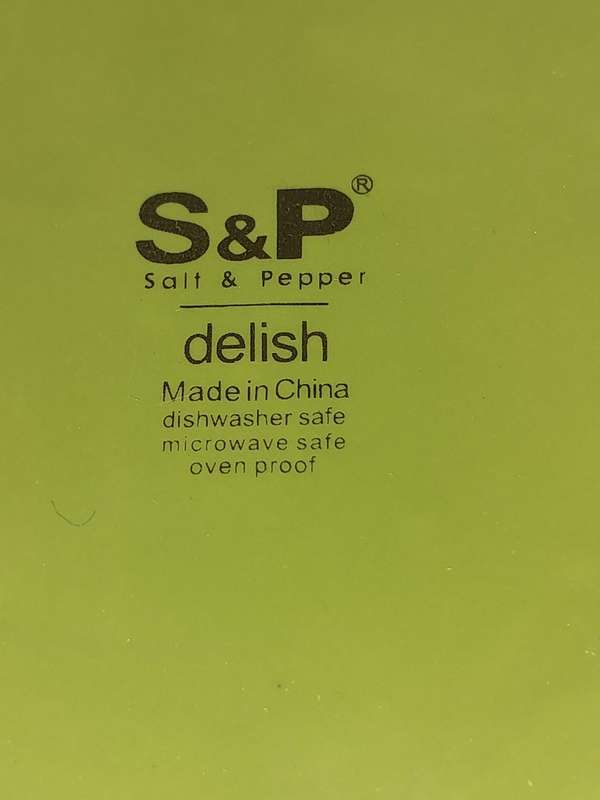 S&P®
Salt & Pepper
delish
Made in China
dishwasher safe
microwave safe
oven proof